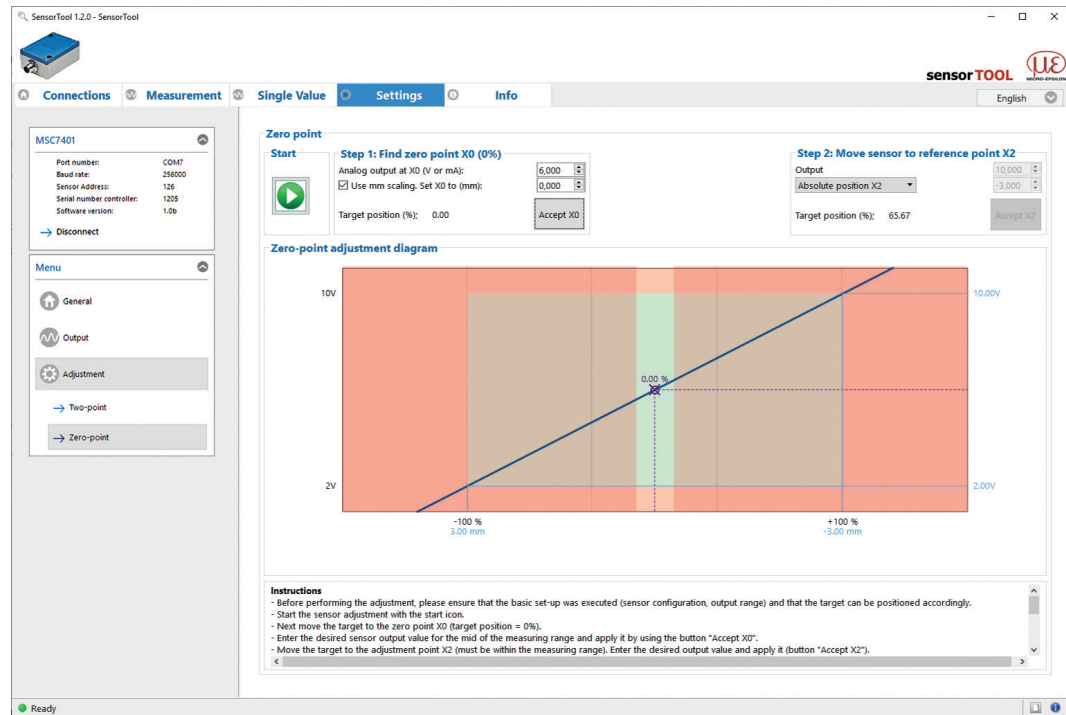 SensorTool 1.2.0 - SensorTool
sensorTOOL
με
MICRO-EPSILON
Connections Measurement Single Value Settings Info
English
MSC7401
Port number: COM7
Baud rate: 256000
Sensor Address: 126
Serial number controller: 1205
Software version: 1.0b
→ Disconnect
Menu
General
Output
Adjustment
→ Two-point
→ Zero-point
Zero point
Start
Step 1: Find zero point X0 (0%)
Analog output at X0 (V or mA): 6,000
Use mm scaling. Set X0 to (mm): 0,000
Target position (%): 0.00 Accept X0
Step 2: Move sensor to reference point X2
Output 10,000
Absolute position X2 -3,000
Target position (%): 65.67 Accept X2
Zero-point adjustment diagram
10V 10.00V
0.00 %
2V 2.00V
-100 % +100 %
3.00 mm -3.00 mm
Instructions
- Before performing the adjustment, please ensure that the basic set-up was executed (sensor configuration, output range) and that the target can be positioned accordingly.
- Start the sensor adjustment with the start icon.
- Next move the target to the zero point X0 (target position = 0%).
- Enter the desired sensor output value for the mid of the measuring range and apply it by using the button "Accept X0".
- Move the target to the adjustment point X2 (must be within the measuring range). Enter the desired output value and apply it (button "Accept X2").
Ready